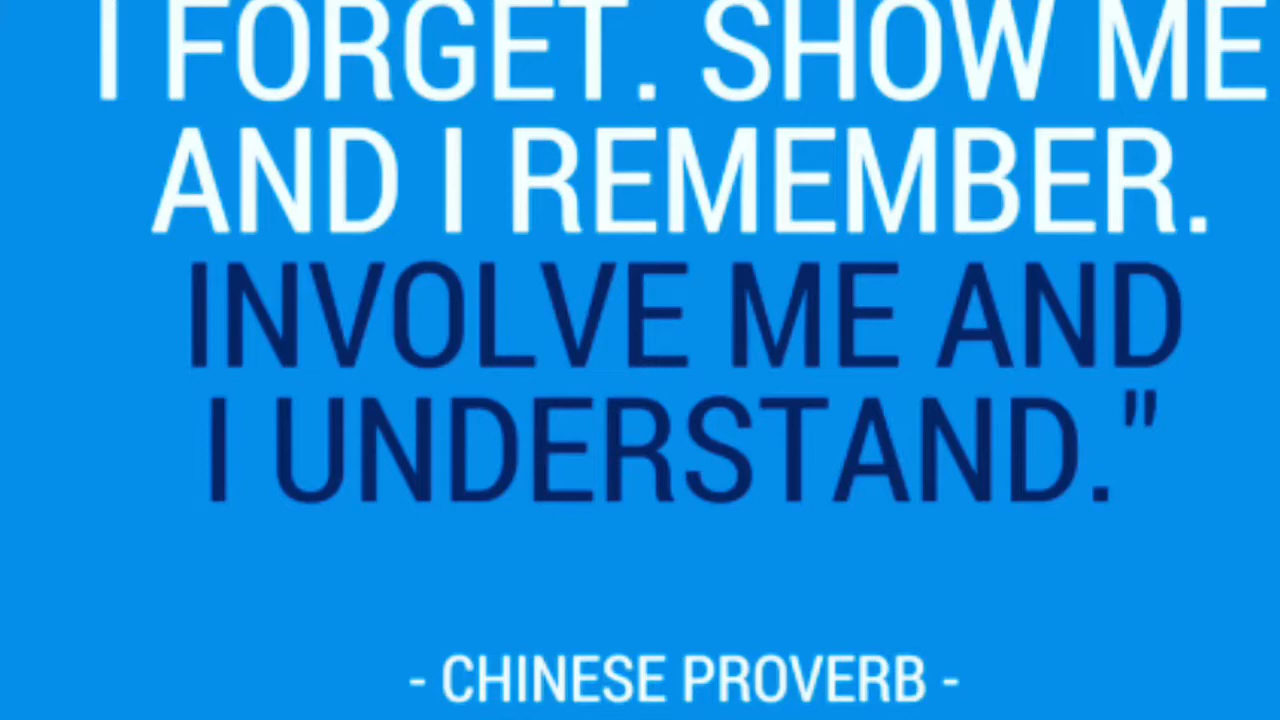 I FORGET. SHOW ME
AND I REMEMBER.
INVOLVE ME AND
I UNDERSTAND."
- CHINESE PROVERB -